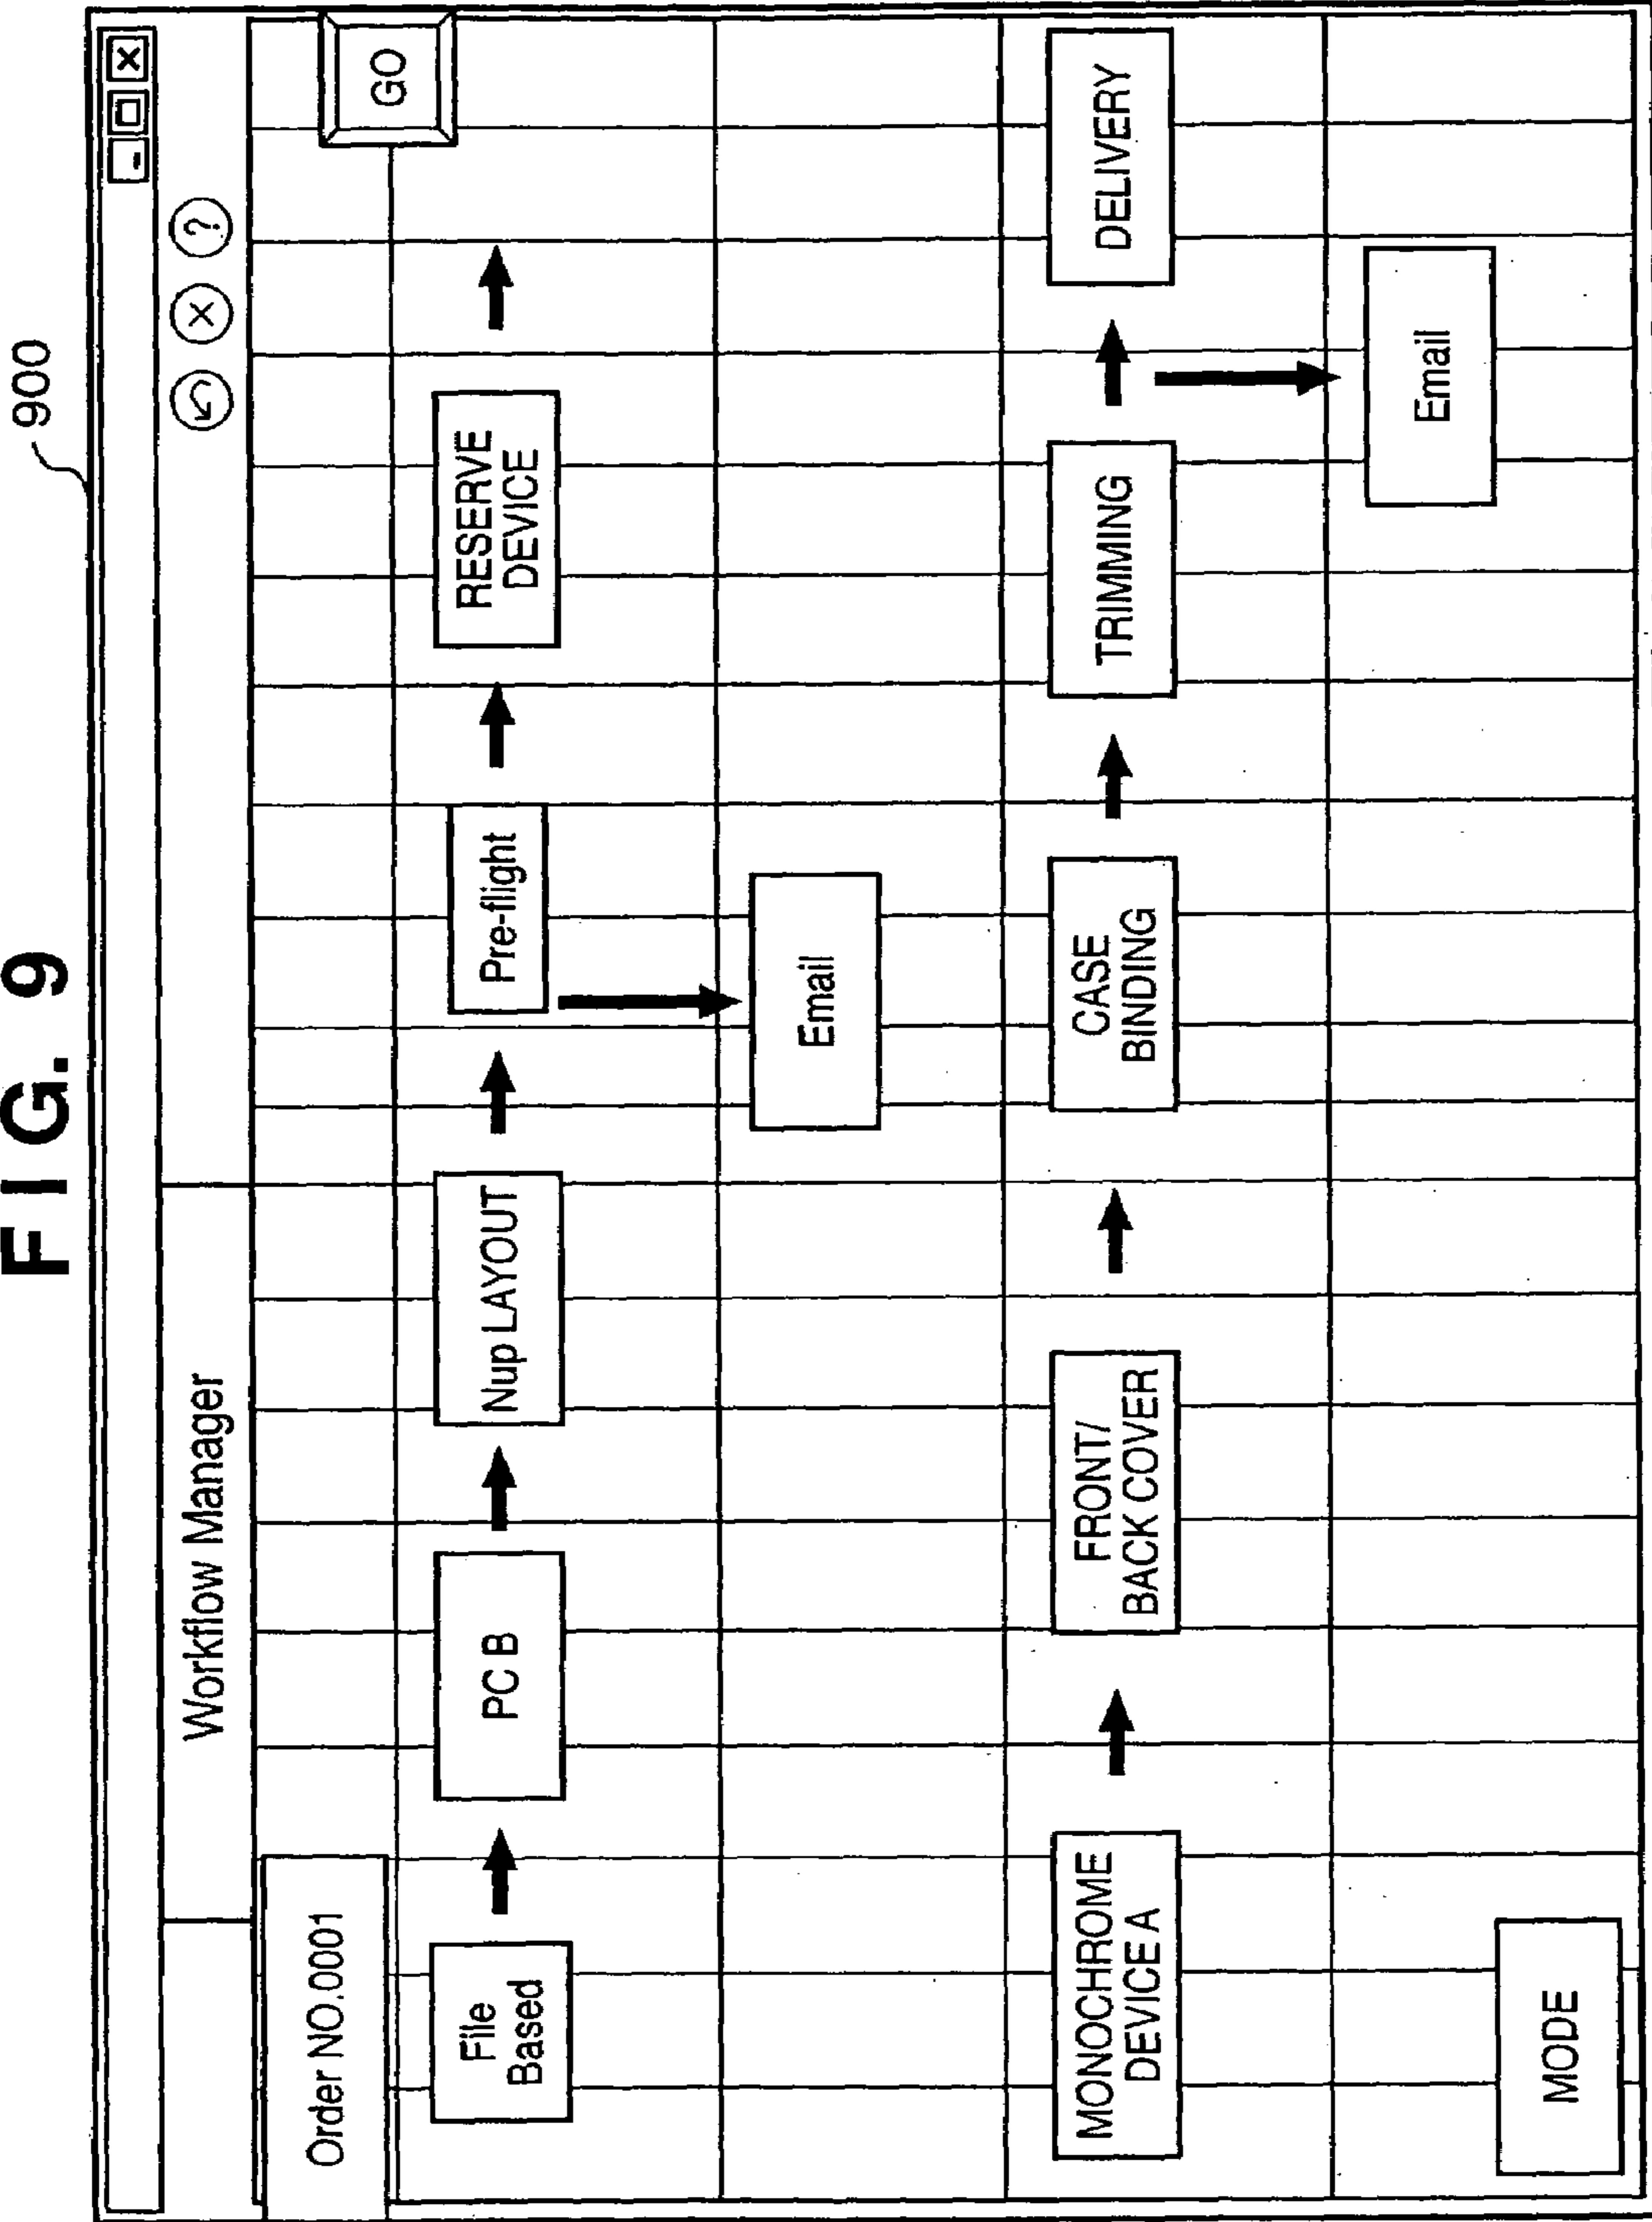 FIG. 9
900
Workflow Manager
Order NO.0001
GO
File
Based
PC B
Nup LAYOUT
Pre-flight
RESERVE
DEVICE
Email
MONOCHROME
DEVICE A
FRONT/
BACK COVER
CASE
BINDING
TRIMMING
DELIVERY
Email
MODE